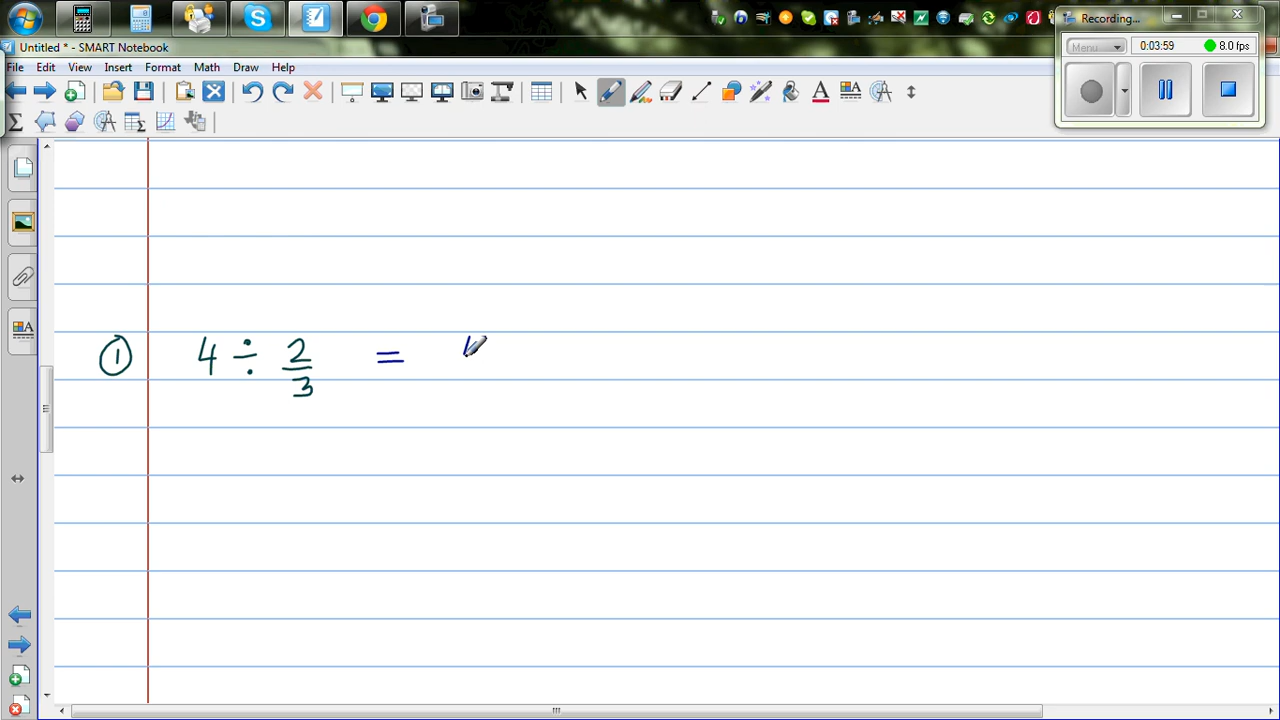 Untitled * - SMART Notebook
File Edit View Insert Format Math Draw Help
Recording...
Menu 0:03:59 8.0 fps
① 4 ÷ 2/3 =